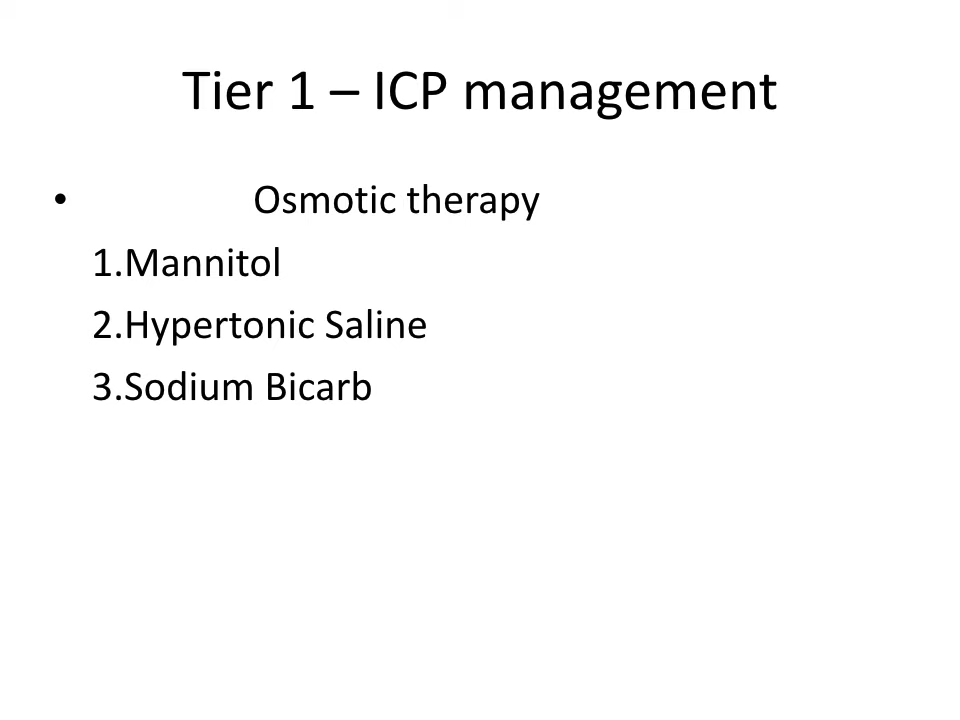 Tier 1 – ICP management
• Osmotic therapy
1.Mannitol
2.Hypertonic Saline
3.Sodium Bicarb